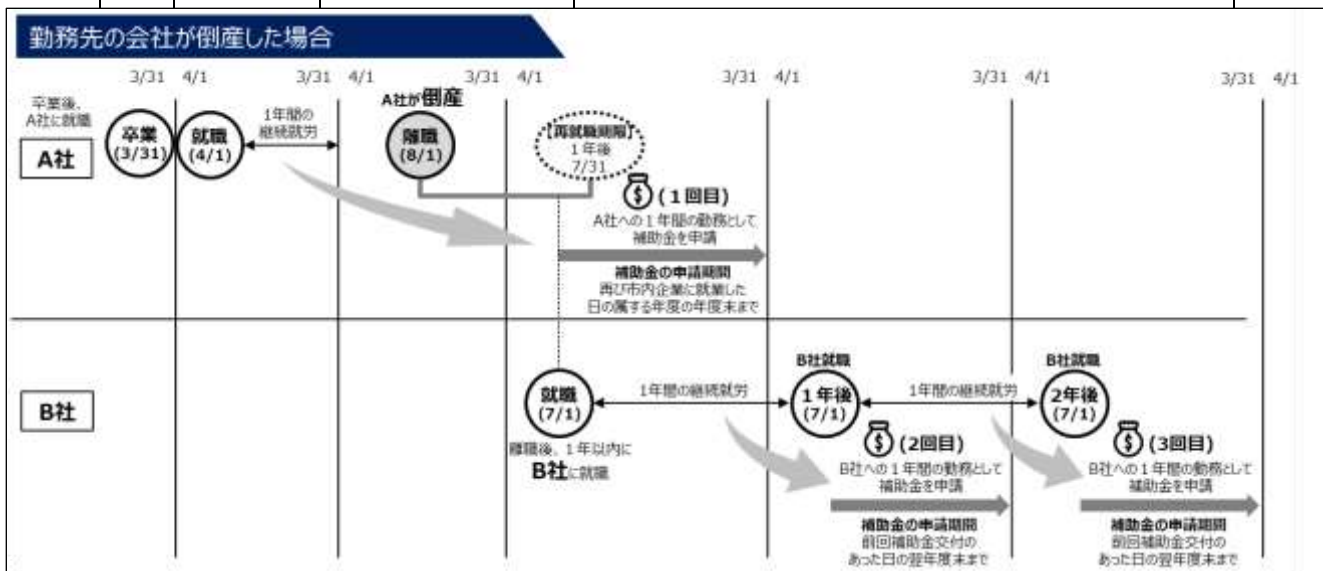 勤務先の会社が倒産した場合
3/31 4/1 3/31 4/1 3/31 4/1 3/31 4/1 3/31 4/1 3/31 4/1
卒業後、
A社に就職
A社
卒業
(3/31)
就職
(4/1)
1年間の
継続就労
A社が倒産
離職
(8/1)
【再就職期限】
1年後
7/31
(1回目)
A社への1年間の勤務として
補助金を申請
補助金の申請期間
再び市内企業に就業した
日の属する年度の年度末まで
B社
就職
(7/1)
離職後、1年以内に
B社に就職
1年間の継続就労
B社就職
1年後
(7/1)
(2回目)
B社への1年間の勤務として
補助金を申請
補助金の申請期間
前回補助金交付の
あった日の翌年度末まで
1年間の継続就労
B社就職
2年後
(7/1)
(3回目)
B社への1年間の勤務として
補助金を申請
補助金の申請期間
前回補助金交付の
あった日の翌年度末まで